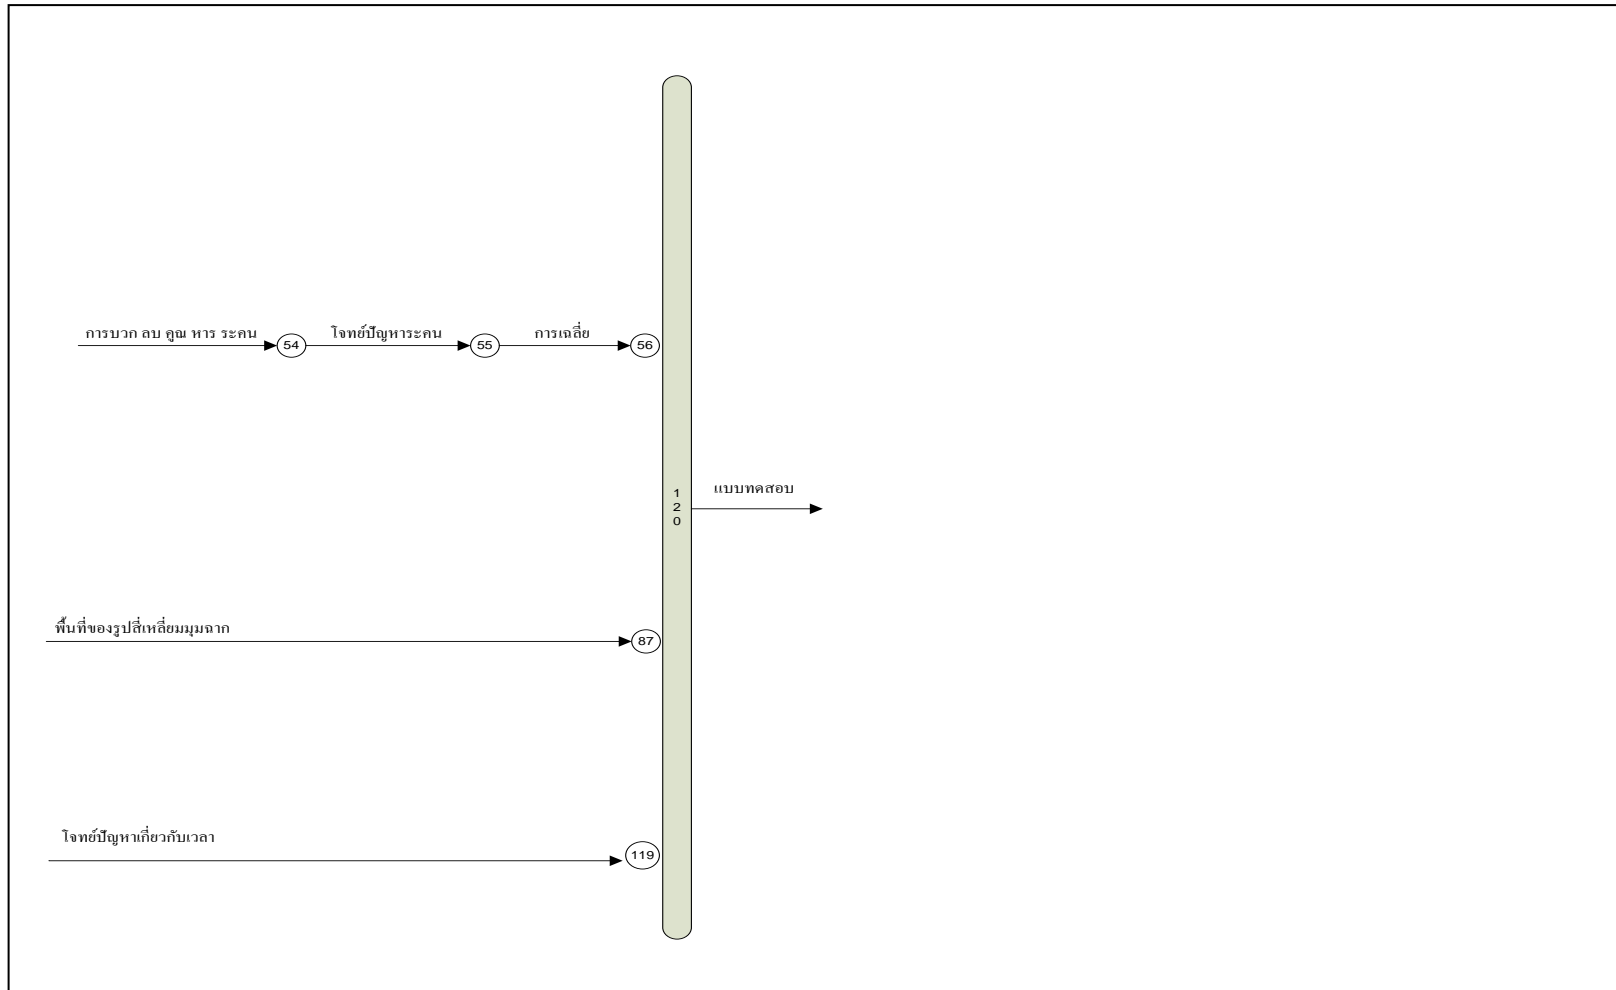 การบวก ลบ คูณ หาร ระคน
54
โจทย์ปัญหาระคน
55
การเฉลี่ย
56
120
แบบทดสอบ
พื้นที่ของรูปสี่เหลี่ยมมุมฉาก
87
โจทย์ปัญหาเกี่ยวกับเวลา
119